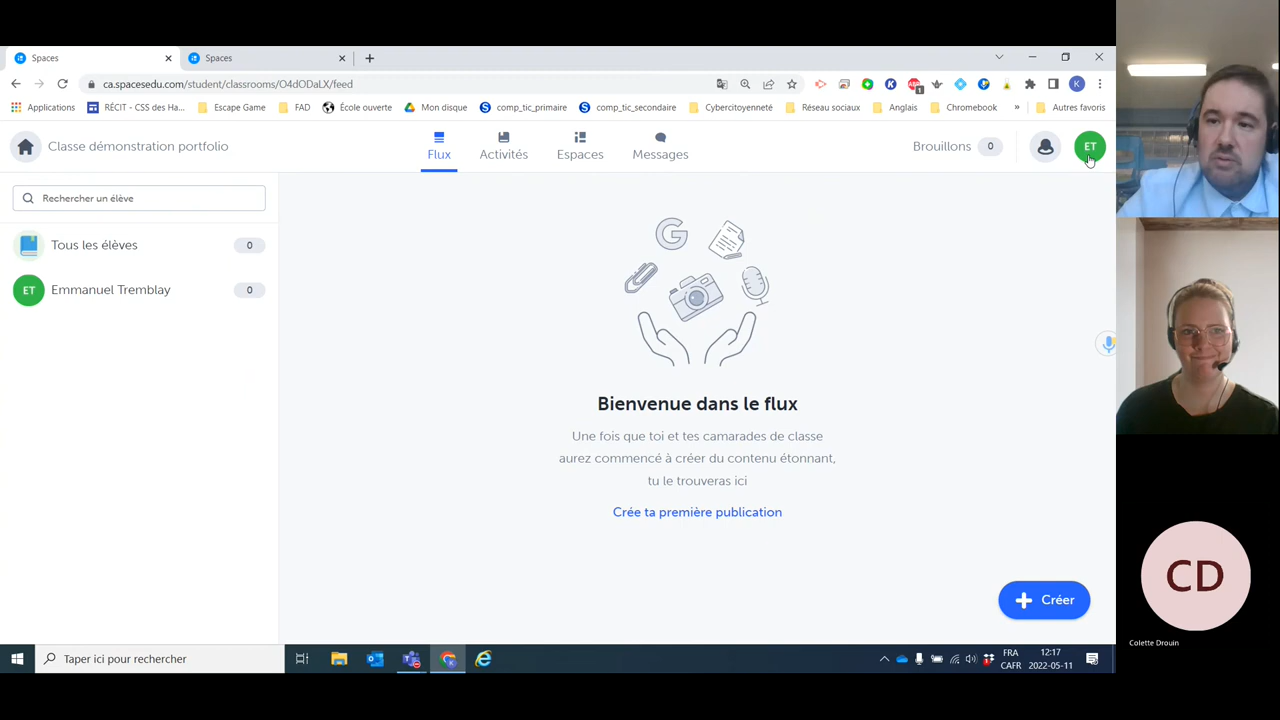 Spaces
Spaces
ca.spacesedu.com/student/classrooms/O4dODaLX/feed
K
Applications
RÉCIT - CSS des Ha...
Escape Game
FAD
École ouverte
Mon disque
comp_tic_primaire
comp_tic_secondaire
Cybercitoyenneté
Réseau sociaux
Anglais
Chromebook
»
Autres favoris
Classe démonstration portfolio
Flux
Activités
Espaces
Messages
Brouillons 0
ET
Rechercher un élève
Tous les élèves 0
ET Emmanuel Tremblay 0
G
Bienvenue dans le flux
Une fois que toi et tes camarades de classe
aurez commencé à créer du contenu étonnant,
tu le trouveras ici
Crée ta première publication
+ Créer
CD
Colette Drouin
Taper ici pour rechercher
FRA
CAFR
12:17
2022-05-11